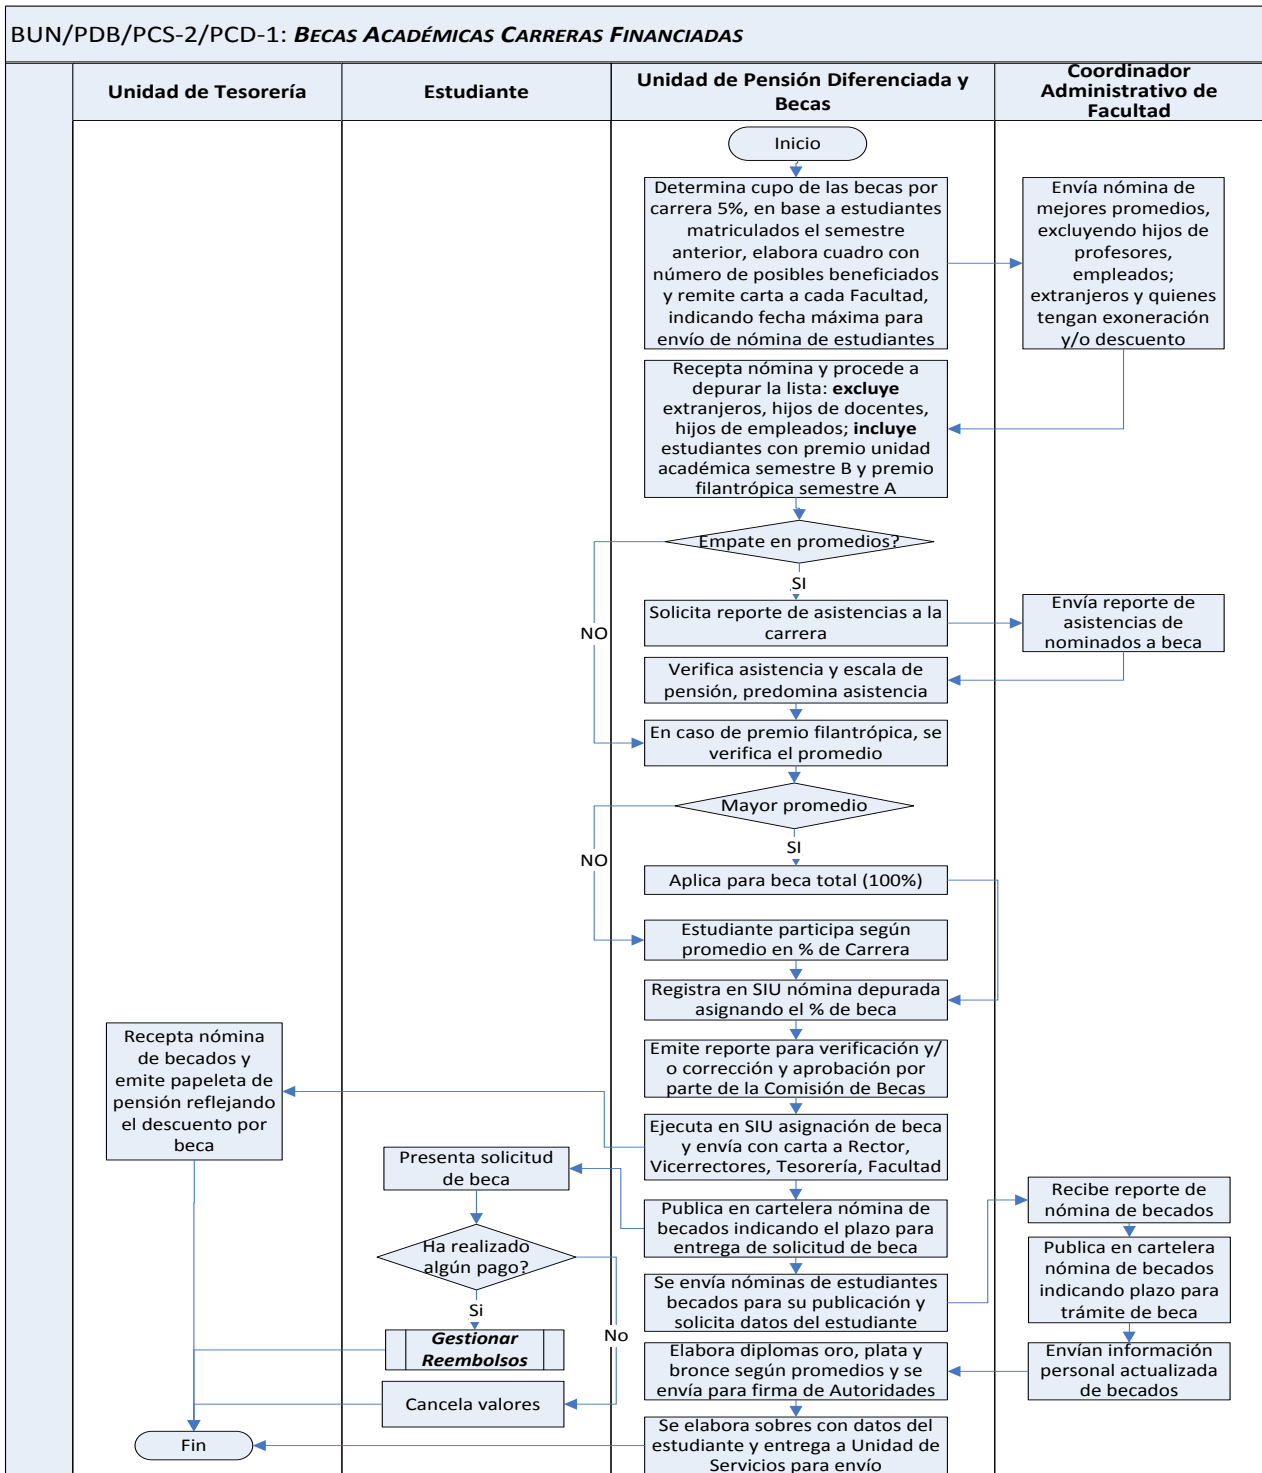 BUN/PDB/PCS-2/PCD-1: BECAS ACADÉMICAS CARRERAS FINANCIADAS
Unidad de Tesorería
Estudiante
Unidad de Pensión Diferenciada y
Becas
Coordinador
Administrativo de
Facultad
Inicio
Determina cupo de las becas por
carrera 5%, en base a estudiantes
matriculados el semestre
anterior, elabora cuadro con
número de posibles beneficiados
y remite carta a cada Facultad,
indicando fecha máxima para
envío de nómina de estudiantes
Envía nómina de
mejores promedios,
excluyendo hijos de
profesores,
empleados;
extranjeros y quienes
tengan exoneración
y/o descuento
Recepta nómina y procede a
depurar la lista: excluye
extranjeros, hijos de docentes,
hijos de empleados; incluye
estudiantes con premio unidad
académica semestre B y premio
filantrópica semestre A
Empate en promedios?
SI
NO
Solicita reporte de asistencias a la
carrera
Envía reporte de
asistencias de
nominados a beca
Verifica asistencia y escala de
pensión, predomina asistencia
En caso de premio filantrópica, se
verifica el promedio
Mayor promedio
SI
NO
Aplica para beca total (100%)
Estudiante participa según
promedio en % de Carrera
Registra en SIU nómina depurada
asignando el % de beca
Emite reporte para verificación y/
o corrección y aprobación por
parte de la Comisión de Becas
Recepta nómina
de becados y
emite papeleta de
pensión reflejando
el descuento por
beca
Ejecuta en SIU asignación de beca
y envía con carta a Rector,
Vicerrectores, Tesorería, Facultad
Presenta solicitud
de beca
Publica en cartelera nómina de
becados indicando el plazo para
entrega de solicitud de beca
Recibe reporte de
nómina de becados
Ha realizado
algún pago?
Si
No
Se envía nóminas de estudiantes
becados para su publicación y
solicita datos del estudiante
Publica en cartelera
nómina de becados
indicando plazo para
trámite de beca
Gestionar
Reembolsos
Elabora diplomas oro, plata y
bronce según promedios y se
envía para firma de Autoridades
Envían información
personal actualizada
de becados
Cancela valores
Fin
Se elabora sobres con datos del
estudiante y entrega a Unidad de
Servicios para envío